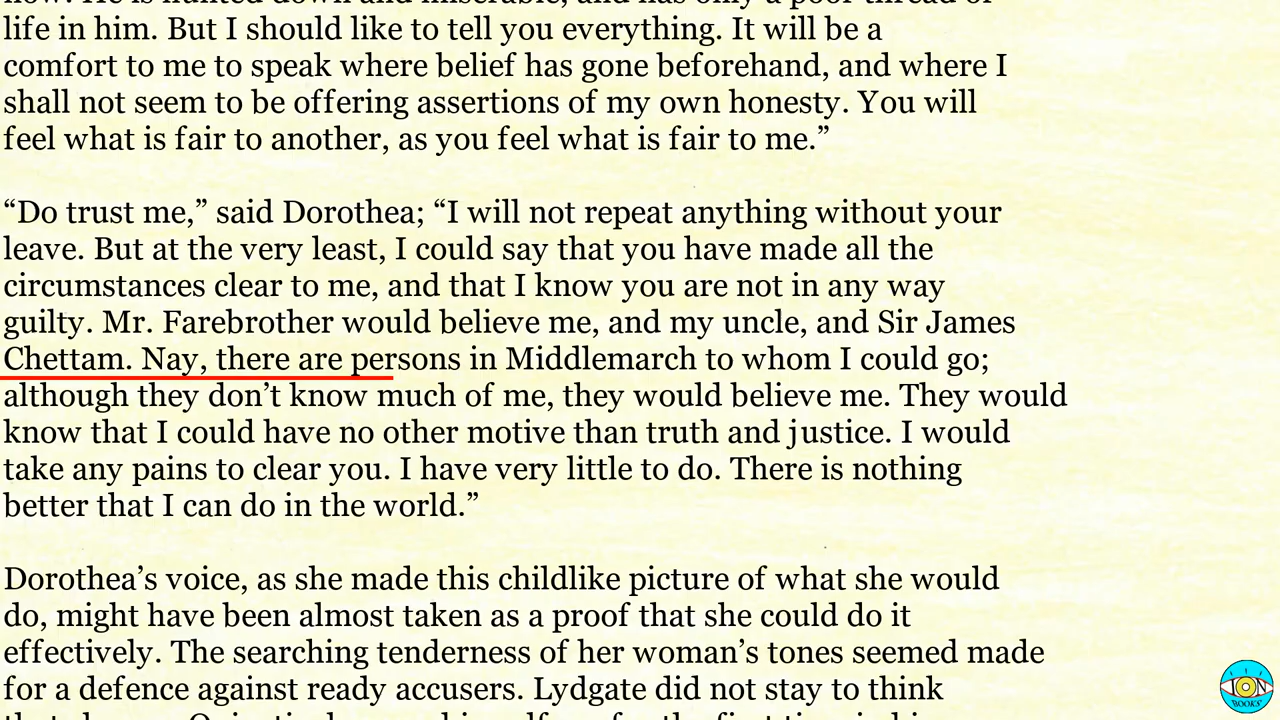 life in him. But I should like to tell you everything. It will be a
comfort to me to speak where belief has gone beforehand, and where I
shall not seem to be offering assertions of my own honesty. You will
feel what is fair to another, as you feel what is fair to me.”
“Do trust me,” said Dorothea; “I will not repeat anything without your
leave. But at the very least, I could say that you have made all the
circumstances clear to me, and that I know you are not in any way
guilty. Mr. Farebrother would believe me, and my uncle, and Sir James
Chettam. Nay, there are persons in Middlemarch to whom I could go;
although they don’t know much of me, they would believe me. They would
know that I could have no other motive than truth and justice. I would
take any pains to clear you. I have very little to do. There is nothing
better that I can do in the world.”
Dorothea’s voice, as she made this childlike picture of what she would
do, might have been almost taken as a proof that she could do it
effectively. The searching tenderness of her woman’s tones seemed made
for a defence against ready accusers. Lydgate did not stay to think
ION
BOOKS